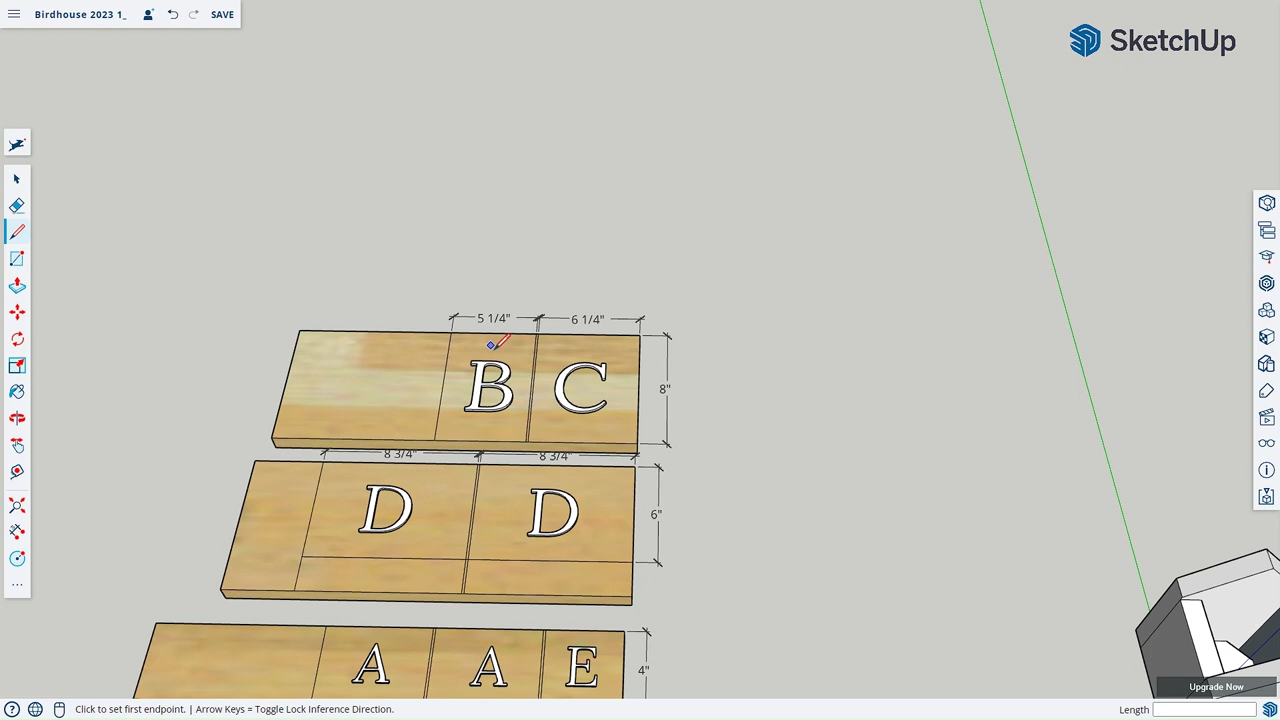 Birdhouse 2023 1_
SAVE
SketchUp
5 1/4" 6 1/4"
B C
8"
8 3/4" 8 3/4"
D D
6"
A A E
4"
Upgrade Now
Click to set first endpoint. | Arrow Keys = Toggle Lock Inference Direction.
Length